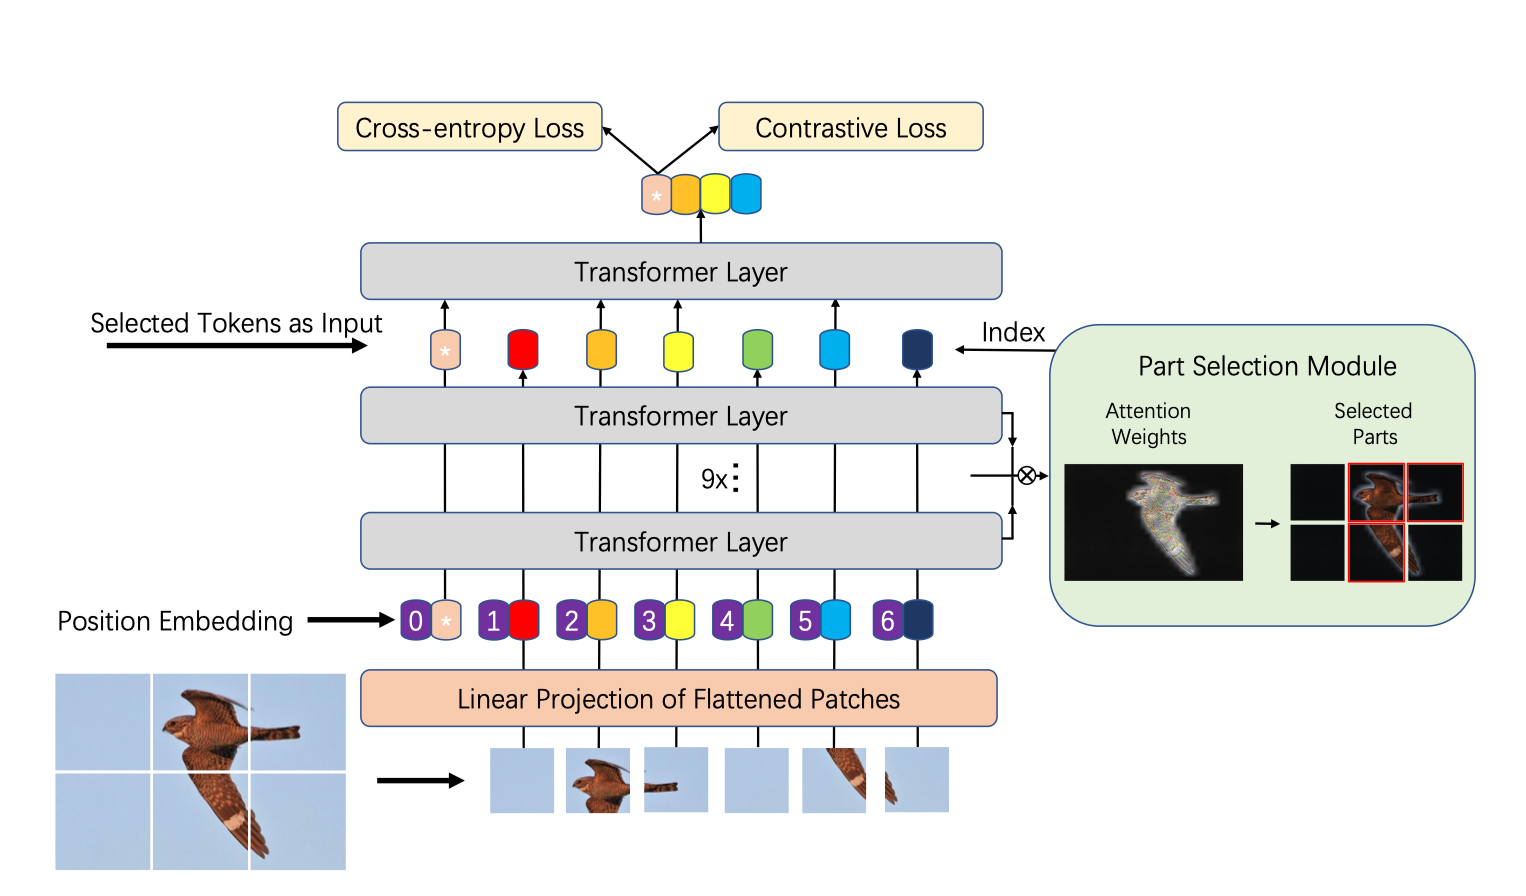 Cross-entropy Loss
Contrastive Loss
*
Transformer Layer
Selected Tokens as Input
*
Index
Part Selection Module
Attention
Weights
Selected
Parts
Transformer Layer
9x
Transformer Layer
Position Embedding
0 * 1 2 3 4 5 6
Linear Projection of Flattened Patches